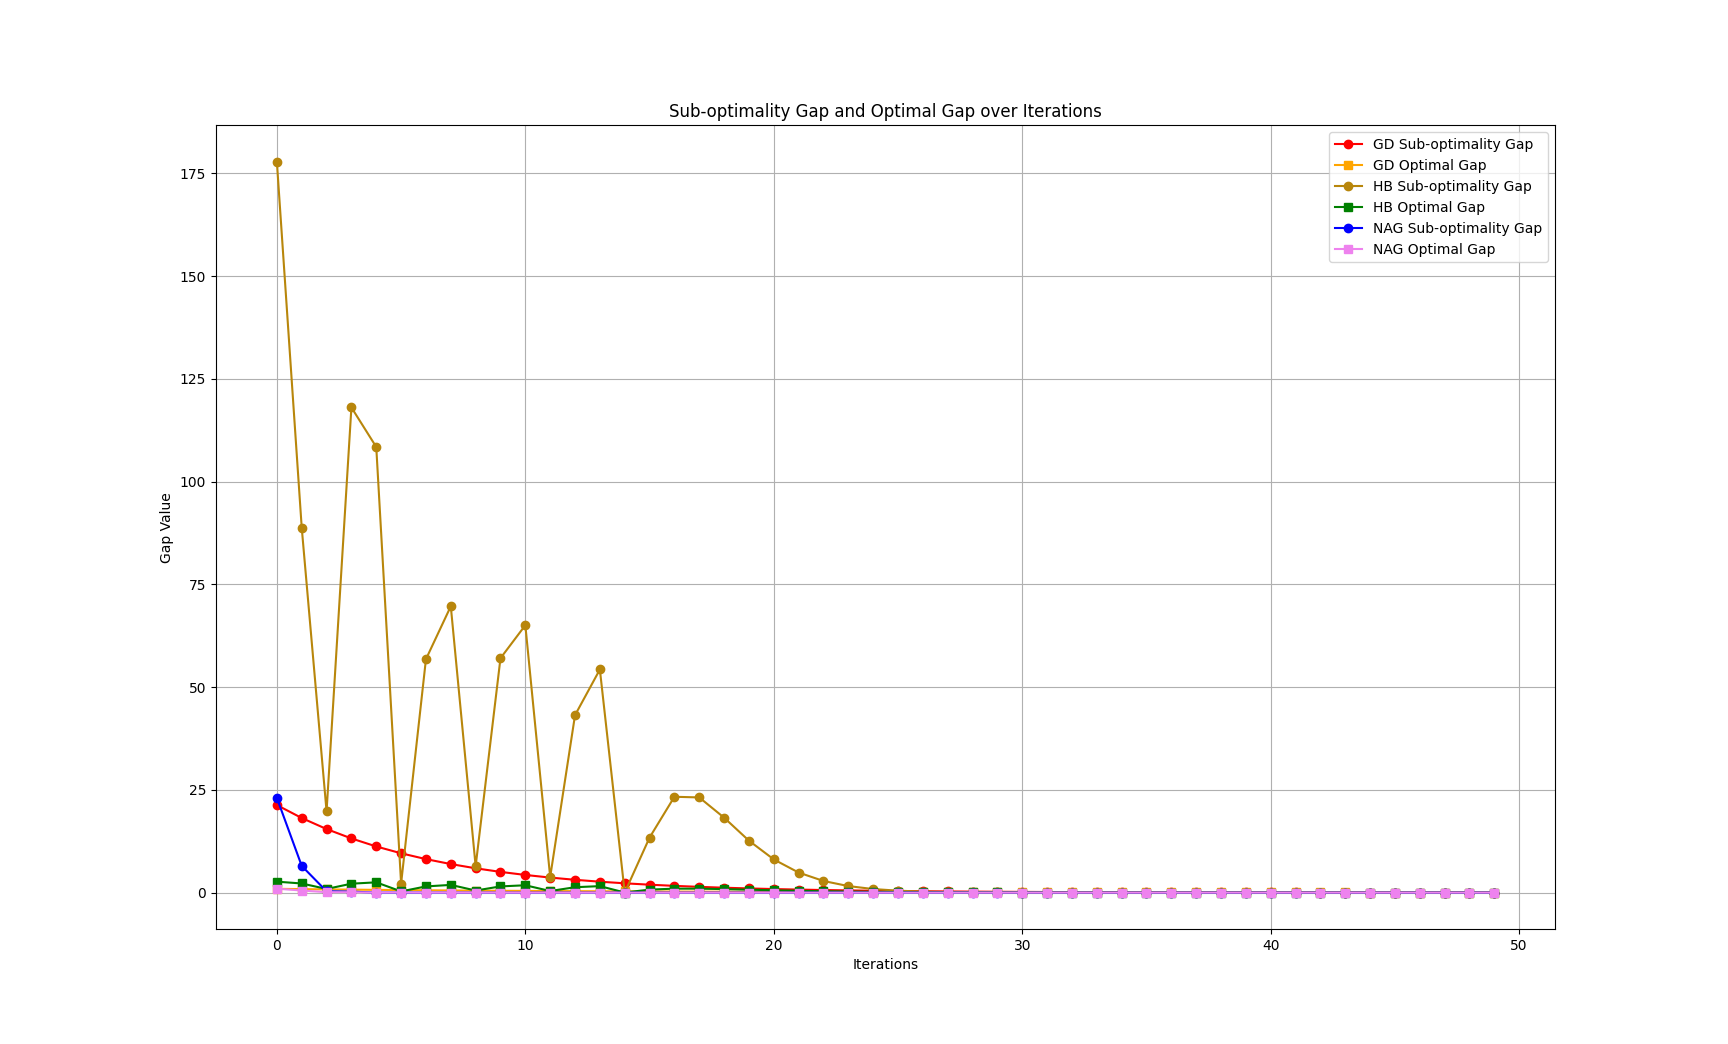 Sub-optimality Gap and Optimal Gap over Iterations
GD Sub-optimality Gap
GD Optimal Gap
HB Sub-optimality Gap
HB Optimal Gap
NAG Sub-optimality Gap
NAG Optimal Gap
Gap Value
175
150
125
100
75
50
25
0
0 10 20 30 40 50
Iterations